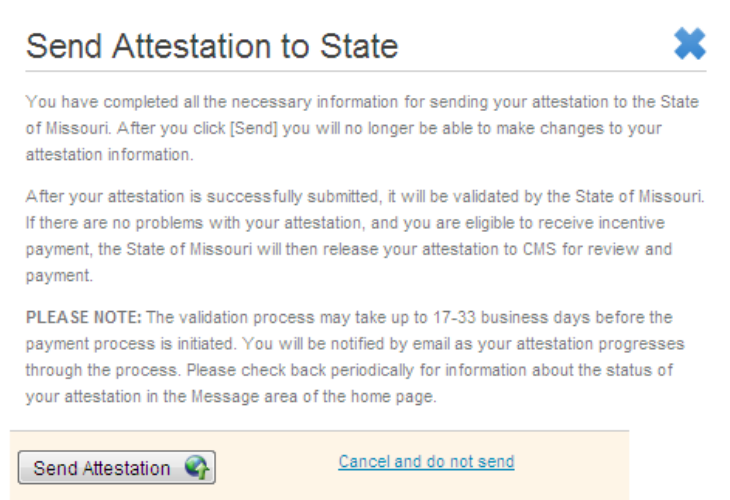 Send Attestation to State
You have completed all the necessary information for sending your attestation to the State
of Missouri. After you click [Send] you will no longer be able to make changes to your
attestation information.
After your attestation is successfully submitted, it will be validated by the State of Missouri.
If there are no problems with your attestation, and you are eligible to receive incentive
payment, the State of Missouri will then release your attestation to CMS for review and
payment.
PLEASE NOTE: The validation process may take up to 17-33 business days before the
payment process is initiated. You will be notified by email as your attestation progresses
through the process. Please check back periodically for information about the status of
your attestation in the Message area of the home page.
Send Attestation
Cancel and do not send